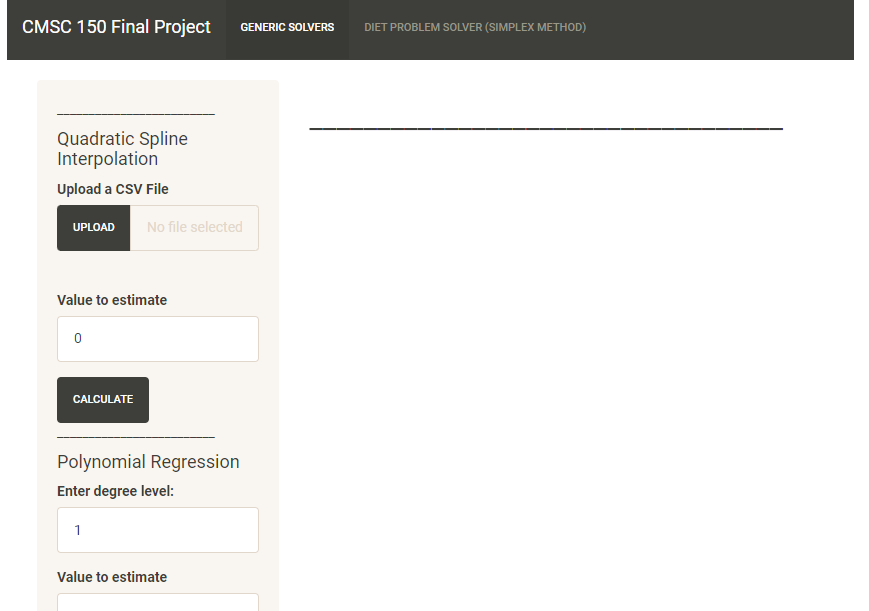 CMSC 150 Final Project
GENERIC SOLVERS
DIET PROBLEM SOLVER (SIMPLEX METHOD)
Quadratic Spline
Interpolation
Upload a CSV File
UPLOAD
No file selected
Value to estimate
0
CALCULATE
Polynomial Regression
Enter degree level:
1
Value to estimate